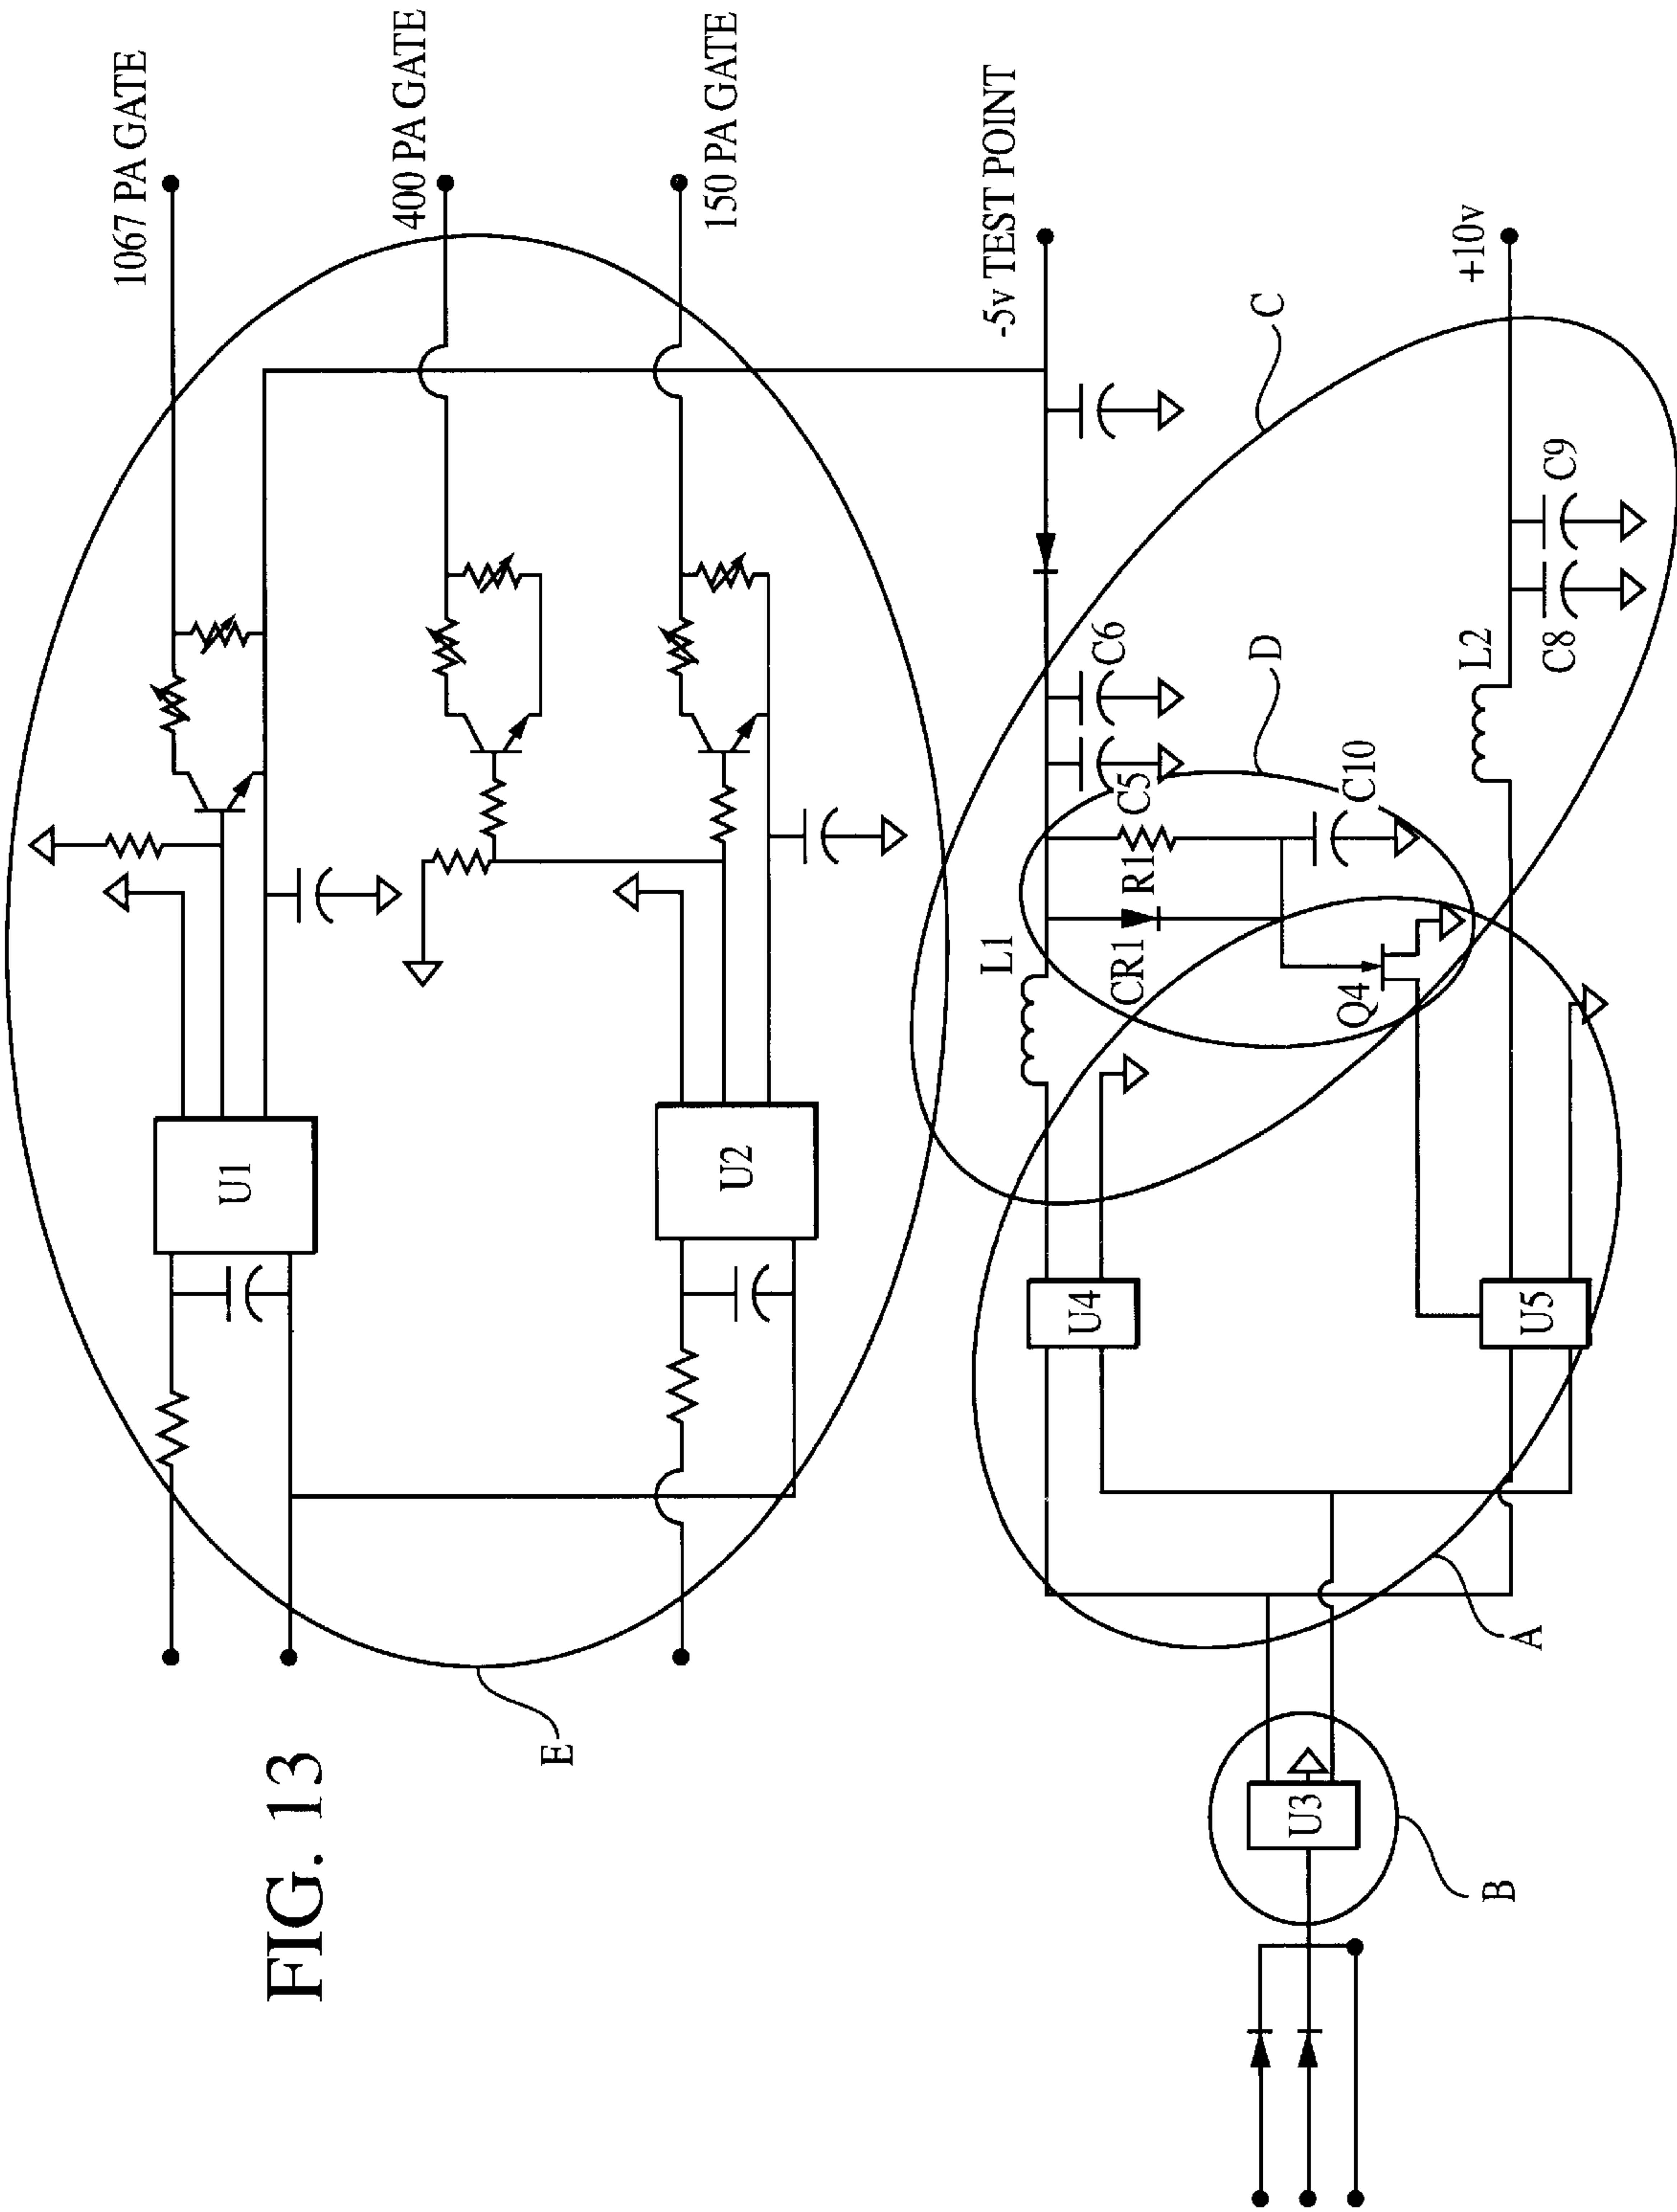 FIG. 13
1067 PA GATE
400 PA GATE
150 PA GATE
U1
U2
E
-5v TEST POINT
+10v
C
D
C6
C5
R1
CR1
L1
C10
Q4
L2
C8
C9
U4
U5
A
U3
B